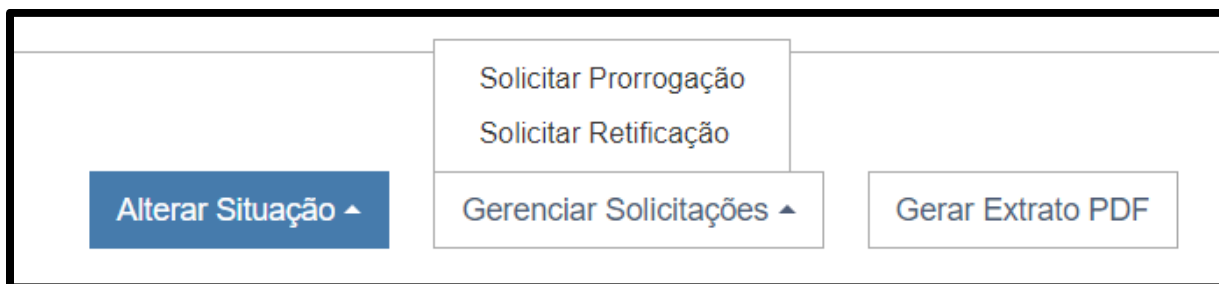 Solicitar Prorrogação
Solicitar Retificação
Alterar Situação
Gerenciar Solicitações
Gerar Extrato PDF